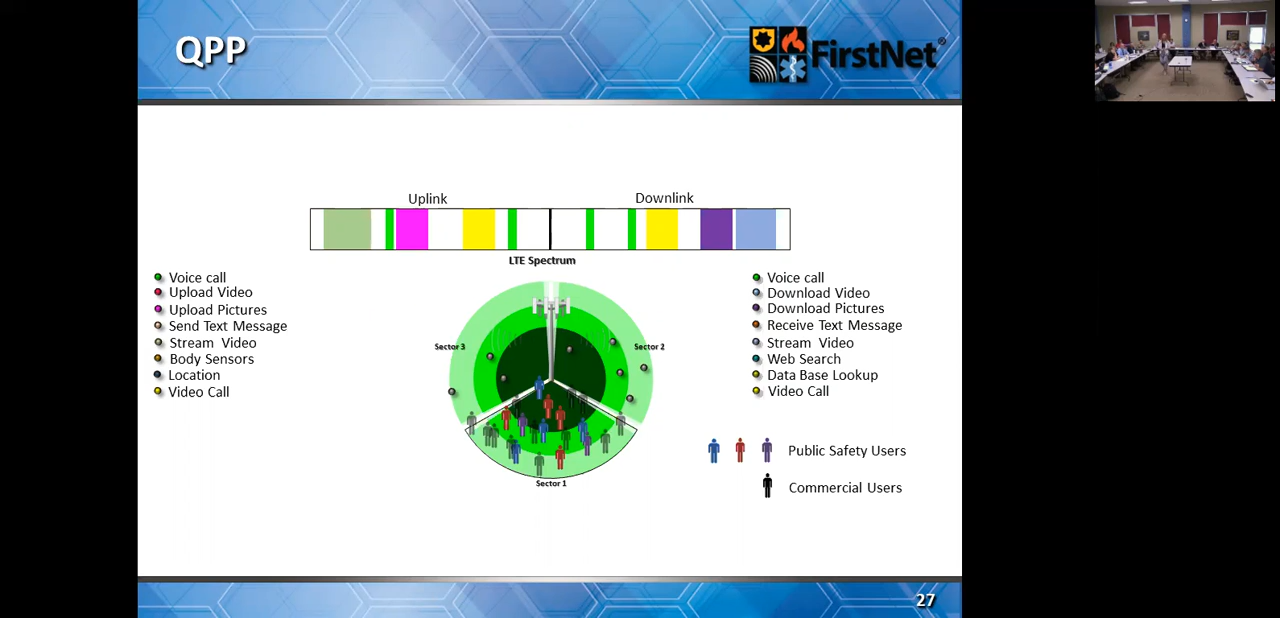 QPP
FirstNet®
Uplink
Downlink
LTE Spectrum
Voice call
Upload Video
Upload Pictures
Send Text Message
Stream Video
Body Sensors
Location
Video Call
Sector 3
Sector 2
Sector 1
Voice call
Download Video
Download Pictures
Receive Text Message
Stream Video
Web Search
Data Base Lookup
Video Call
Public Safety Users
Commercial Users
27